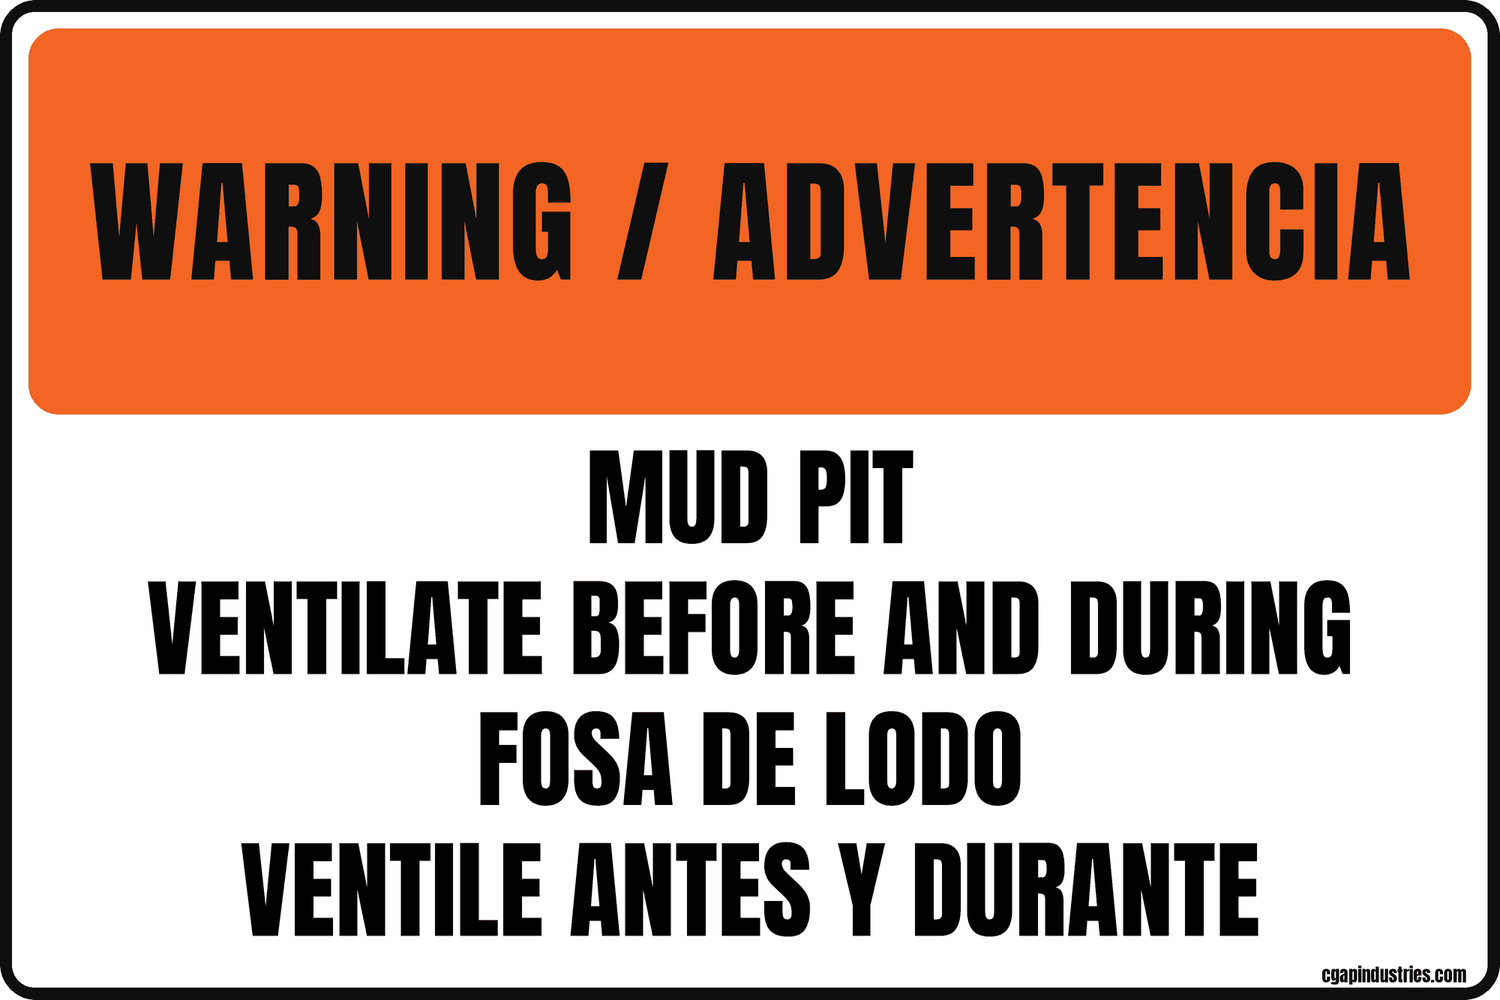 WARNING / ADVERTENCIA
MUD PIT
VENTILATE BEFORE AND DURING
FOSA DE LODO
VENTILE ANTES Y DURANTE
cgapindustries.com